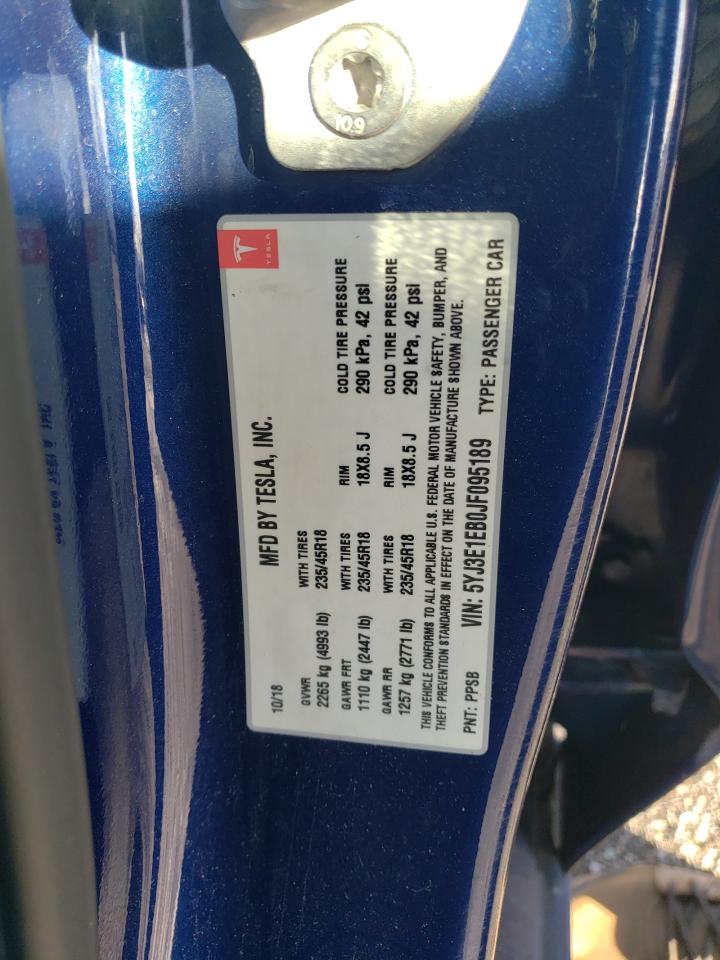 10.9
TESLA
10/18
MFD BY TESLA, INC.
GVWR WITH TIRES
2265 kg (4993 lb) 235/45R18
GAWR FRT WITH TIRES RIM COLD TIRE PRESSURE
1110 kg (2447 lb) 235/45R18 18X8.5 J 290 kPa, 42 psi
GAWR RR WITH TIRES RIM COLD TIRE PRESSURE
1257 kg (2771 lb) 235/45R18 18X8.5 J 290 kPa, 42 psi
THIS VEHICLE CONFORMS TO ALL APPLICABLE U.S. FEDERAL MOTOR VEHICLE SAFETY, BUMPER, AND
THEFT PREVENTION STANDARDS IN EFFECT ON THE DATE OF MANUFACTURE SHOWN ABOVE.
PNT: PPSB VIN: 5YJ3E1EB0JF095189 TYPE: PASSENGER CAR